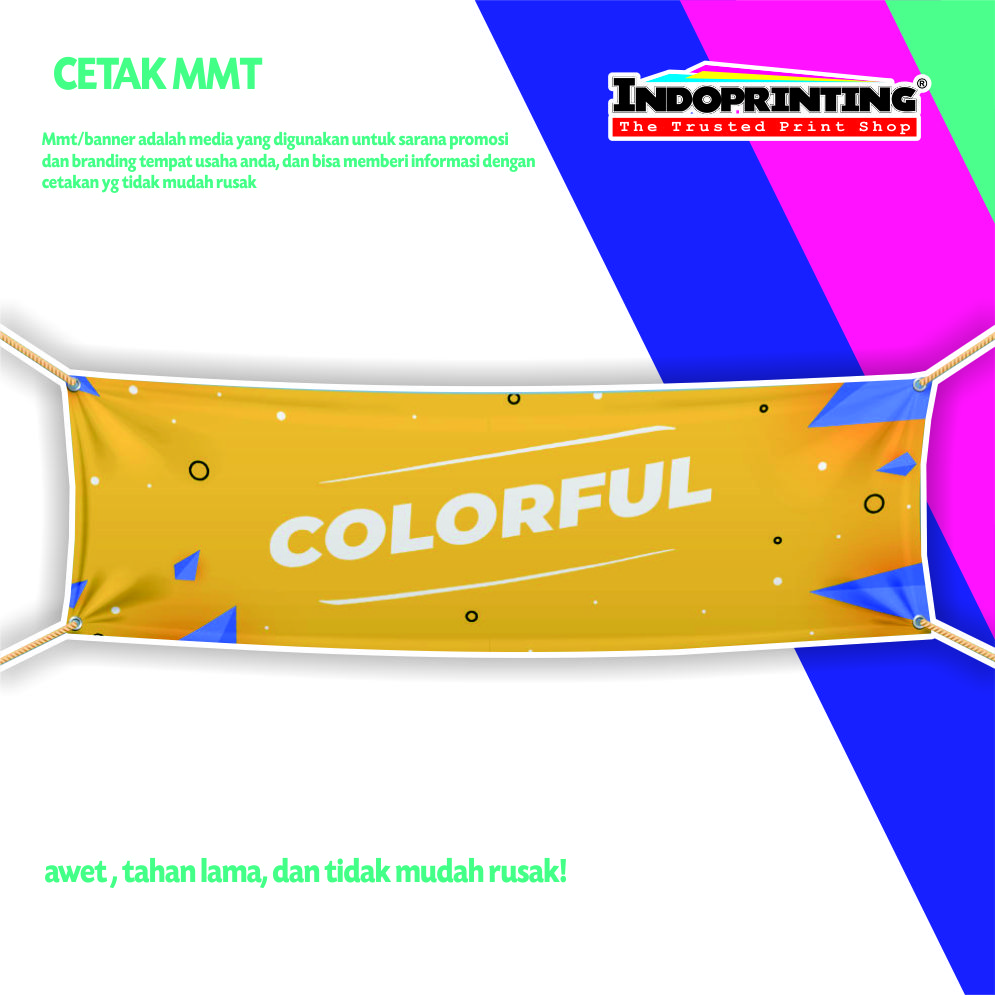 CETAK MMT
INDOPRINTING®
The Trusted Print Shop
Mmt/banner adalah media yang digunakan untuk sarana promosi
dan branding tempat usaha anda, dan bisa memberi informasi dengan
cetakan yg tidak mudah rusak
COLORFUL
awet , tahan lama, dan tidak mudah rusak!